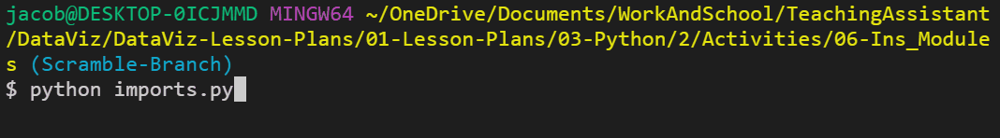 jacob@DESKTOP-0ICJMMD MINGW64 ~/OneDrive/Documents/WorkAndSchool/TeachingAssistant
/DataViz/DataViz-Lesson-Plans/01-Lesson-Plans/03-Python/2/Activities/06-Ins_Module
s (Scramble-Branch)
$ python imports.py